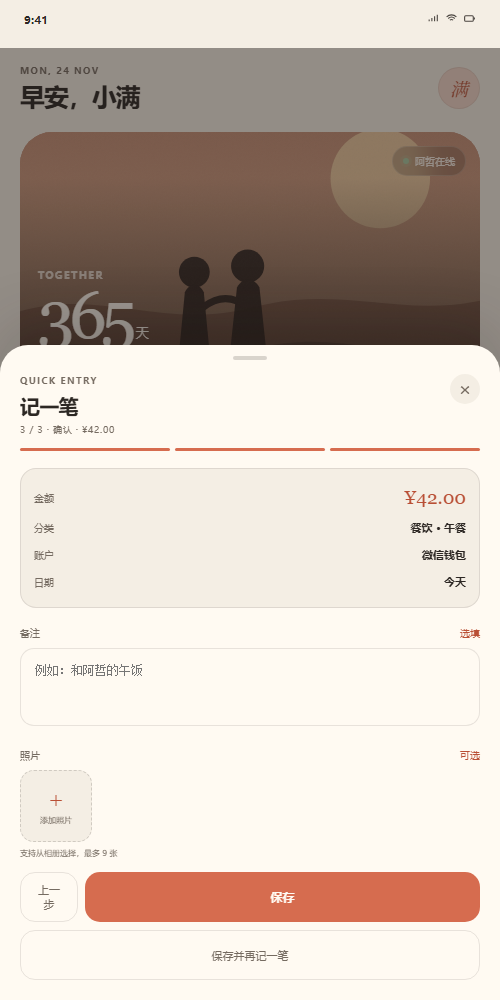 9:41
MON, 24 NOV
早安，小满
满
阿哲在线
TOGETHER
365天
QUICK ENTRY
记一笔
3 / 3 · 确认 · ¥42.00
金额 ¥42.00
分类 餐饮 • 午餐
账户 微信钱包
日期 今天
备注 选填
例如：和阿哲的午饭
照片 可选
添加照片
支持从相册选择，最多 9 张
上一
步
保存
保存并再记一笔